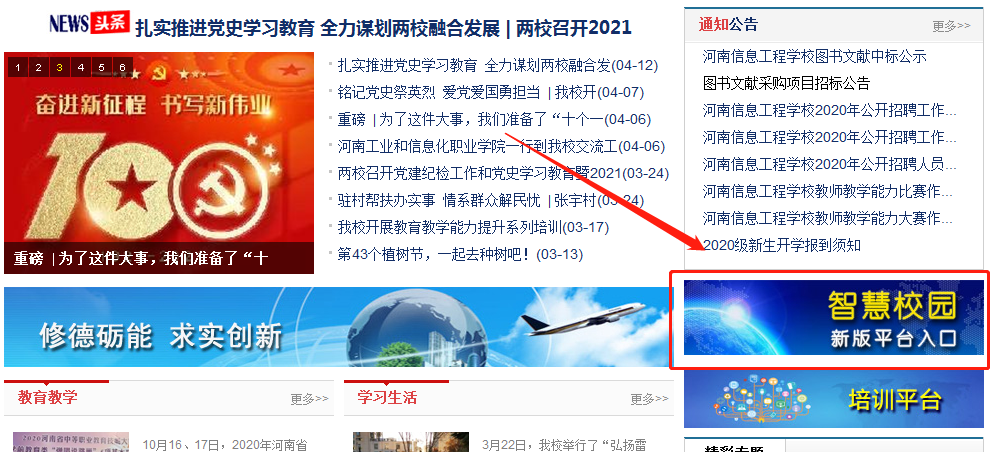 NEWS 头条 扎实推进党史学习教育 全力谋划两校融合发展 | 两校召开2021
1 2 3 4 5 6
奋进新征程 书写新伟业
100
重磅 | 为了这件大事，我们准备了“十
扎实推进党史学习教育 全力谋划两校融合发(04-12)
铭记党史祭英烈 爱党爱国勇担当 | 我校开(04-07)
重磅 | 为了这件大事，我们准备了“十个一(04-06)
河南工业和信息化职业学院一行到我校交流工(04-06)
两校召开党建纪检工作和党史学习教育暨2021(03-24)
驻村帮扶办实事 情系群众解民忧 | 张宇村(03-24)
我校开展教育教学能力提升系列培训(03-17)
第43个植树节，一起去种树吧！(03-13)
通知公告 更多>>
河南信息工程学校图书文献中标公示
图书文献采购项目招标公告
河南信息工程学校2020年公开招聘工作...
河南信息工程学校2020年公开招聘工作...
河南信息工程学校2020年公开招聘人员...
河南信息工程学校教师教学能力比赛作...
河南信息工程学校教师教学能力大赛作...
2020级新生开学报到须知
修德砺能 求实创新
智慧校园
新版平台入口
培训平台
教育教学 更多>>
10月16、17日，2020年河南省
学习生活 更多>>
3月22日，我校举行了“弘扬雷
精彩专题